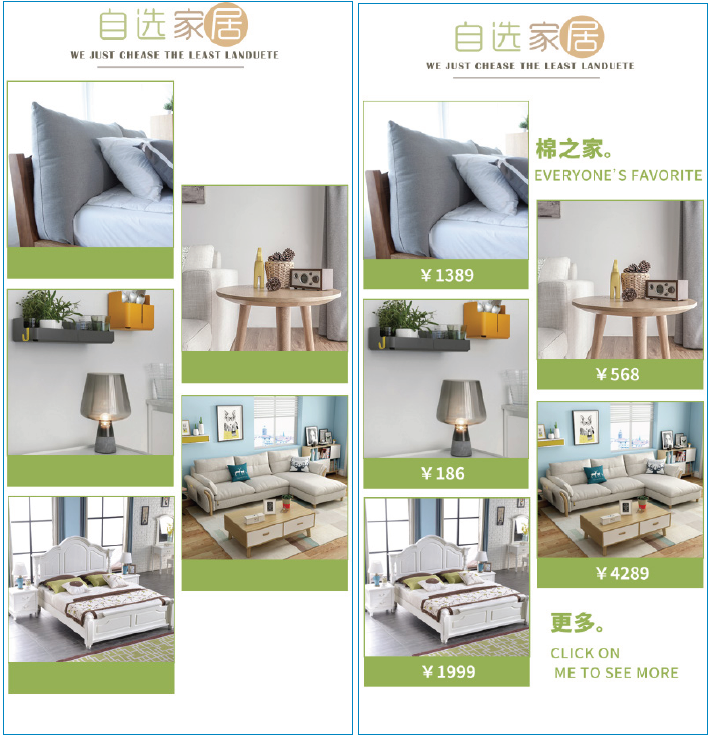 自选家居
WE JUST CHEASE THE LEAST LANDUETE
自选家居
WE JUST CHEASE THE LEAST LANDUETE
棉之家。
EVERYONE'S FAVORITE
￥1389
￥568
￥186
￥4289
更多。
CLICK ON
ME TO SEE MORE
￥1999